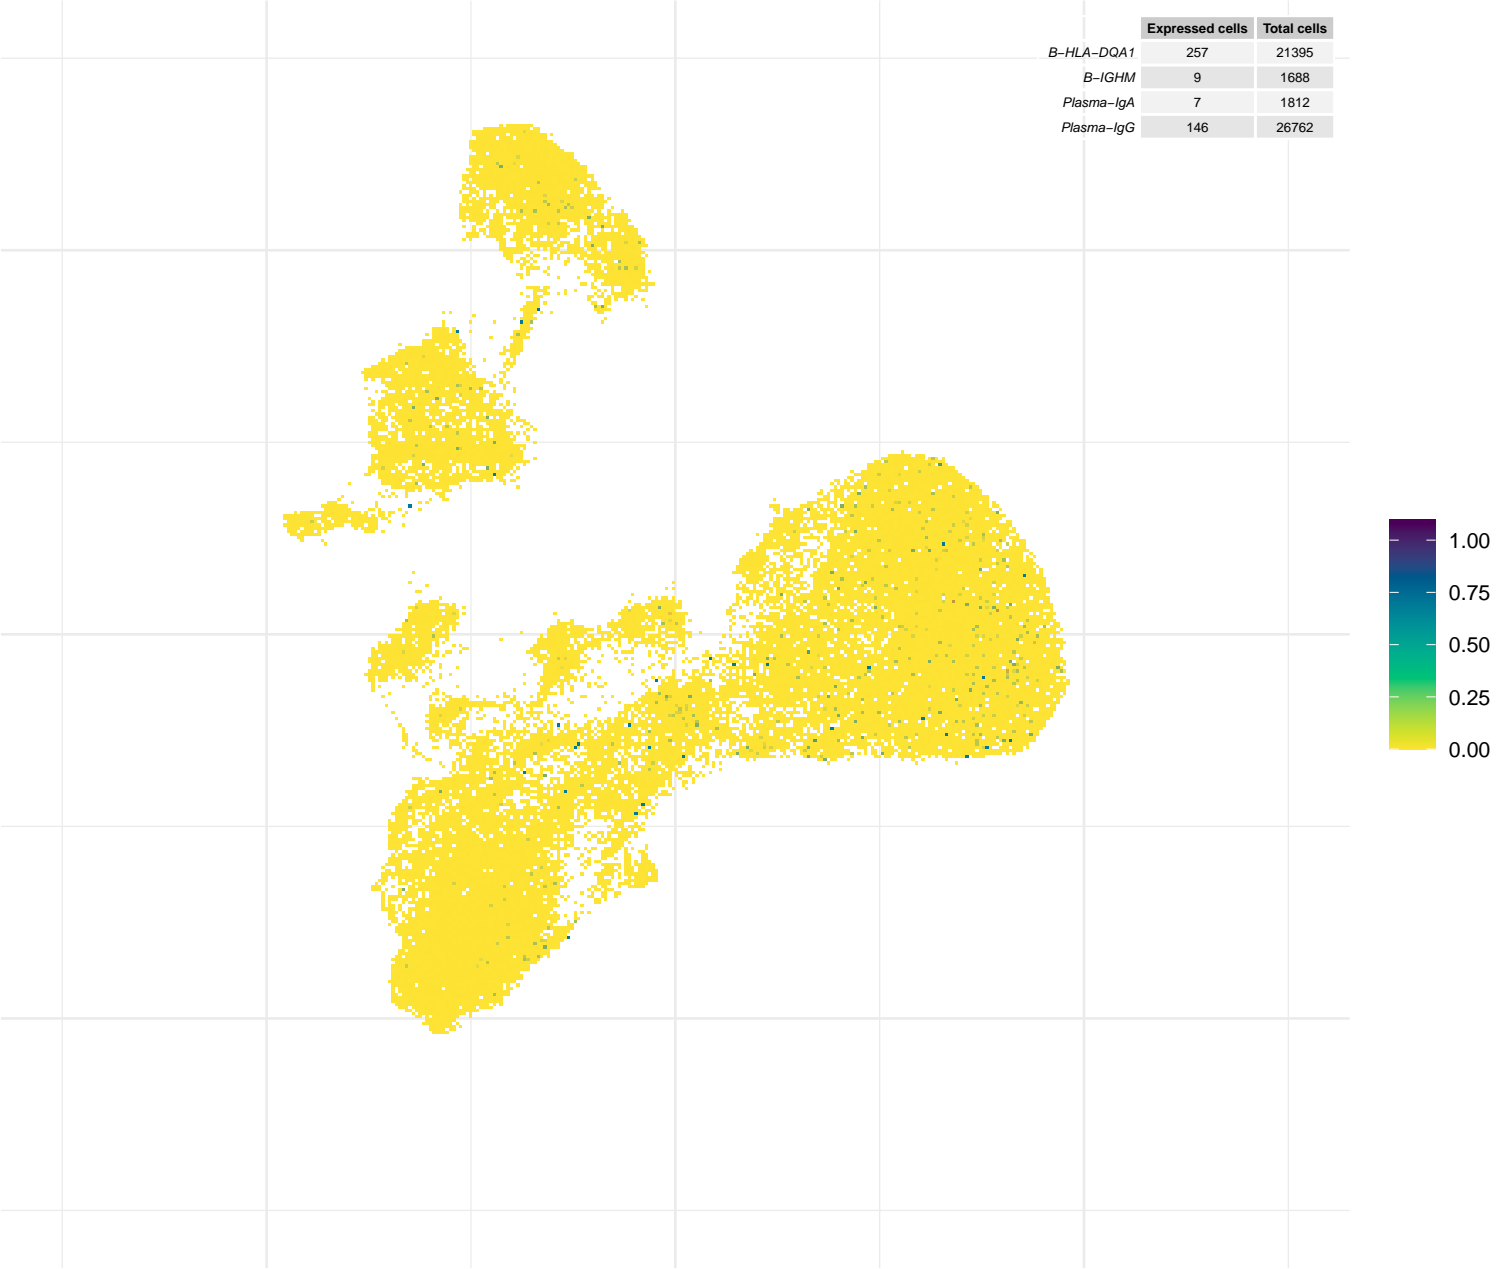 Expressed cells Total cells
B−HLA−DQA1 257 21395
B−IGHM 9 1688
Plasma−IgA 7 1812
Plasma−IgG 146 26762
1.00
0.75
0.50
0.25
0.00